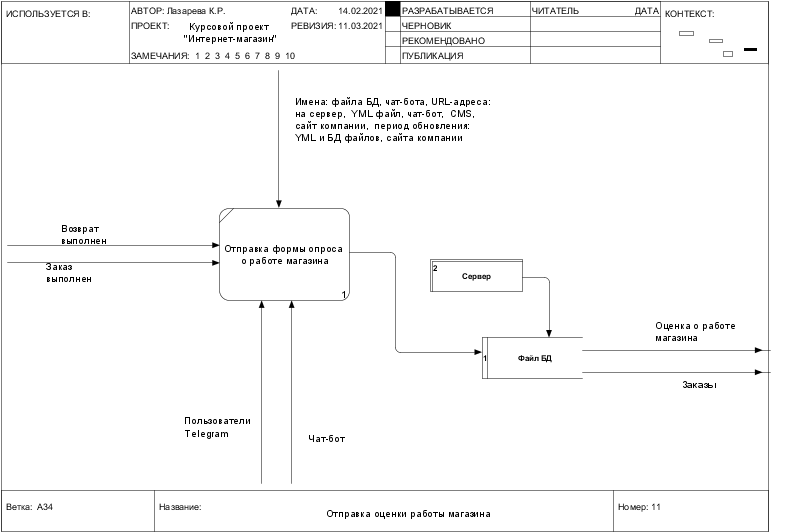 ИСПОЛЬЗУЕТСЯ В:
АВТОР: Лазарева К.Р.
ДАТА: 14.02.2021
ПРОЕКТ: Курсовой проект
"Интернет-магазин"
РЕВИЗИЯ: 11.03.2021
ЗАМЕЧАНИЯ: 1 2 3 4 5 6 7 8 9 10
РАЗРАБАТЫВАЕТСЯ
ЧЕРНОВИК
РЕКОМЕНДОВАНО
ПУБЛИКАЦИЯ
ЧИТАТЕЛЬ
ДАТА
КОНТЕКСТ:
Имена: файла БД, чат-бота, URL-адреса:
на сервер, YML файл, чат-бот, CMS,
сайт компании, период обновления:
YML и БД файлов, сайта компании
Возврат
выполнен
Заказ
выполнен
Отправка формы опроса
о работе магазина
1
2
Сервер
1
Файл БД
Оценка о работе
магазина
Заказы
Пользователи
Telegram
Чат-бот
Ветка: A34
Название:
Отправка оценки работы магазина
Номер: 11